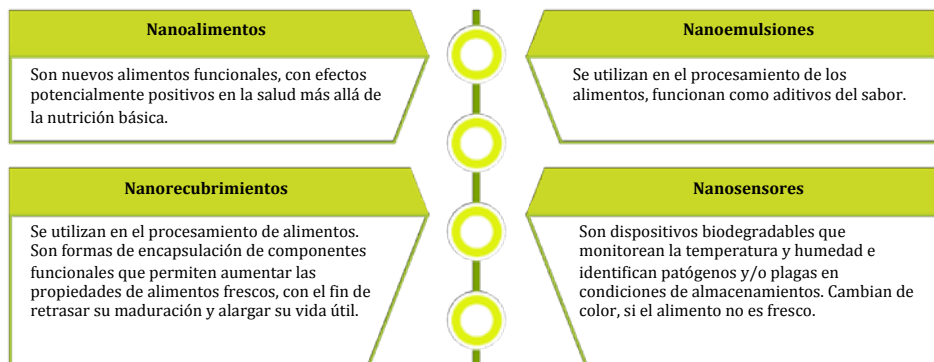 Nanoalimentos
Son nuevos alimentos funcionales, con efectos
potencialmente positivos en la salud más allá de
la nutrición básica.
Nanoemulsiones
Se utilizan en el procesamiento de los
alimentos, funcionan como aditivos del sabor.
Nanorecubrimientos
Se utilizan en el procesamiento de alimentos.
Son formas de encapsulación de componentes
funcionales que permiten aumentar las
propiedades de alimentos frescos, con el fin de
retrasar su maduración y alargar su vida útil.
Nanosensores
Son dispositivos biodegradables que
monitorean la temperatura y humedad e
identifican patógenos y/o plagas en
condiciones de almacenamientos. Cambian de
color, si el alimento no es fresco.